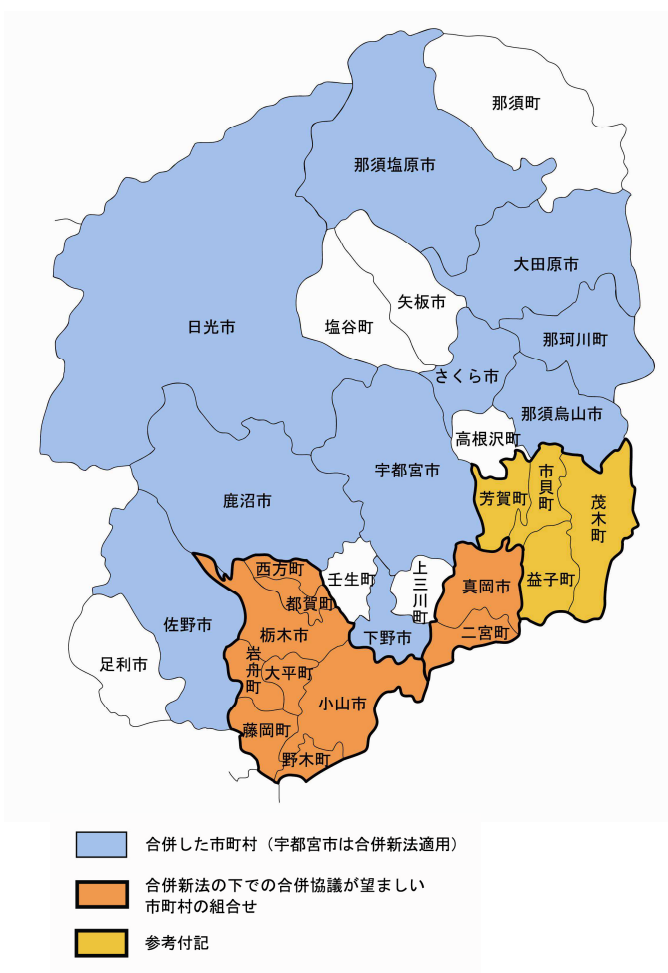 那須町
那須塩原市
大田原市
矢板市
塩谷町
日光市
那珂川町
さくら市
那須烏山市
高根沢町
宇都宮市
芳賀町
市貝町
茂木町
鹿沼市
西方町
壬生町
上三川町
真岡市
益子町
都賀町
佐野市
栃木市
下野市
二宮町
足利市
岩舟町
大平町
小山市
藤岡町
野木町
合併した市町村（宇都宮市は合併新法適用）
合併新法の下での合併協議が望ましい
市町村の組合せ
参考付記